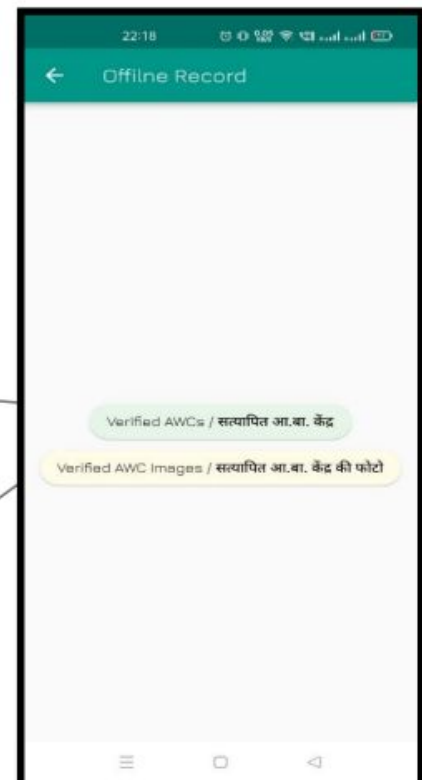 22:18
Offilne Record
Verified AWCs / सत्यापित आ.बा. केंद्र
Verified AWC Images / सत्यापित आ.बा. केंद्र की फोटो